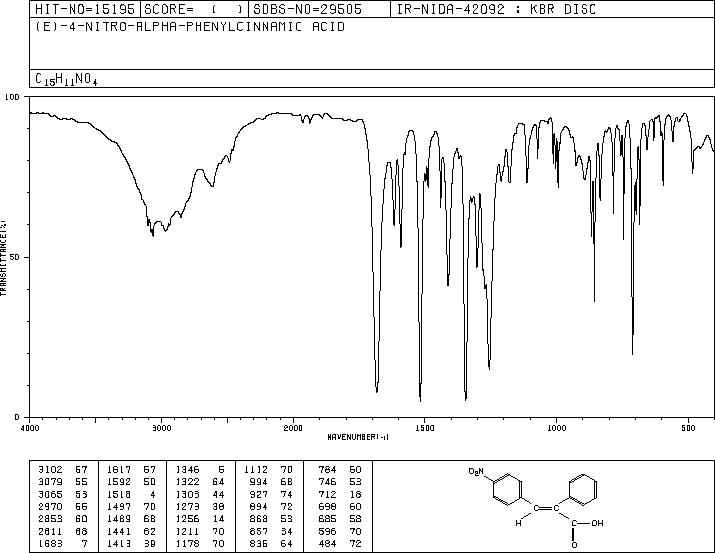 HIT-NO=15195 SCORE= ( ) SDBS-NO=29505 IR-NIDA-42092 : KBR DISC
(E)-4-NITRO-ALPHA-PHENYLCINNAMIC ACID
C15H11NO4
100
50
0
TRANSMITTANCE(%)
4000 3000 2000 1500 1000 500
WAVENUMBER(-1)
3102 57 1617 57 1346 5 1112 70 784 60
3079 55 1592 50 1322 64 994 68 746 53
3065 53 1518 4 1303 44 927 74 712 18
2970 55 1497 70 1273 38 894 72 698 60
2853 60 1489 68 1256 14 868 53 685 58
2611 68 1441 62 1211 70 857 34 596 70
1683 7 1413 39 1178 70 836 64 484 72
O2N
H
C OH
O